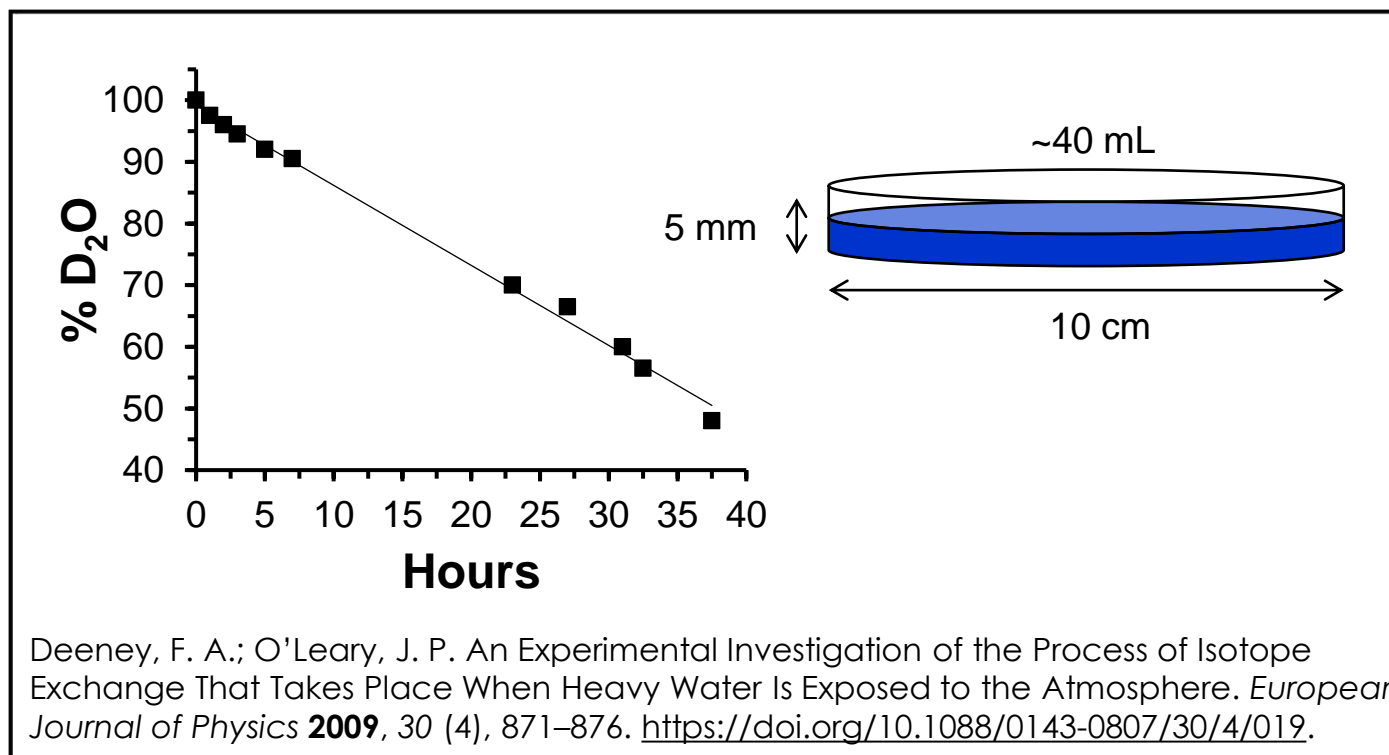 100
90
80
70
60
50
40
% D₂O
0 5 10 15 20 25 30 35 40
Hours
~40 mL
5 mm
10 cm
Deeney, F. A.; O’Leary, J. P. An Experimental Investigation of the Process of Isotope
Exchange That Takes Place When Heavy Water Is Exposed to the Atmosphere. European
Journal of Physics 2009, 30 (4), 871–876. https://doi.org/10.1088/0143-0807/30/4/019.